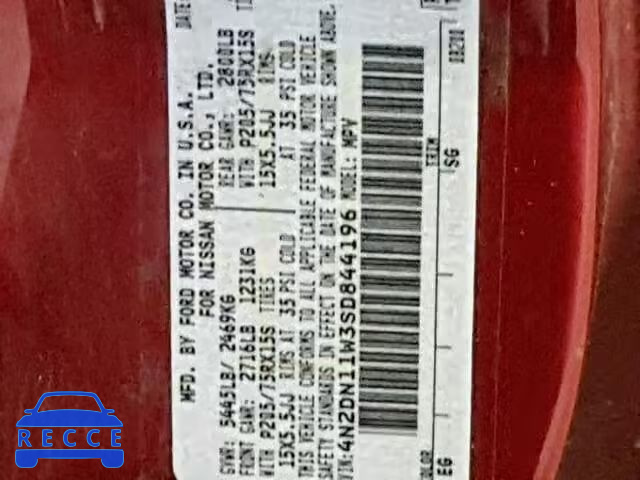 DATE:
MFD. BY FORD MOTOR CO. IN U.S.A.
FOR NISSAN MOTOR CO., LTD.
GVWR: 5445LB/ 2469KG
FRONT GAWR: 2716LB 1231KG REAR GAWR: 2800LB
WITH P205/75RX15S TIRES WITH P205/75RX15S
15X5.5JJ RIMS AT 35 PSI COLD 15X5.5JJ RIMS AT 35 PSI COLD
THIS VEHICLE CONFORMS TO ALL APPLICABLE FEDERAL MOTOR VEHICLE
SAFETY STANDARDS IN EFFECT ON THE DATE OF MANUFACTURE SHOWN ABOVE.
VIN: 4N2DN11W3SD844196 MODEL: MPV
TRIM
EG SG